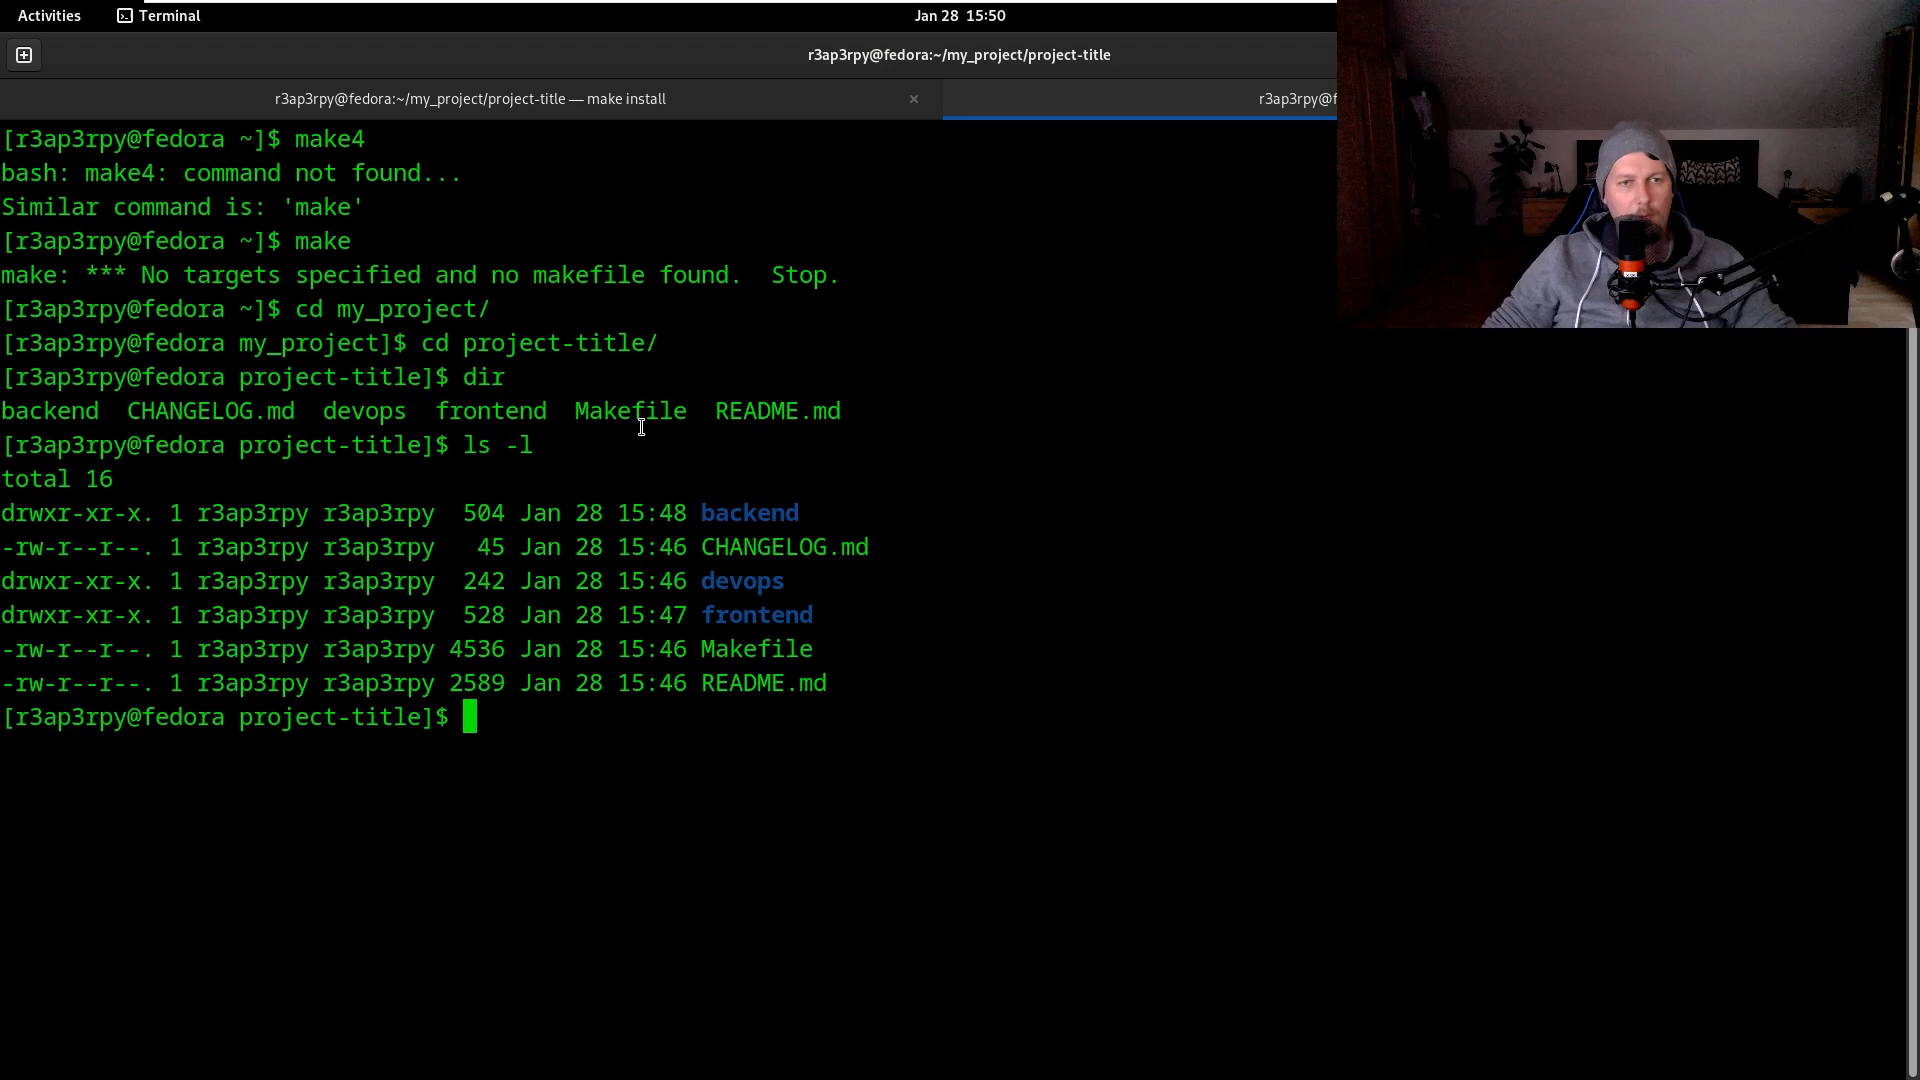 Activities Terminal Jan 28 15:50
r3ap3rpy@fedora:~/my_project/project-title
r3ap3rpy@fedora:~/my_project/project-title — make install × r3ap3rpy@f
[r3ap3rpy@fedora ~]$ make4
bash: make4: command not found...
Similar command is: 'make'
[r3ap3rpy@fedora ~]$ make
make: *** No targets specified and no makefile found.  Stop.
[r3ap3rpy@fedora ~]$ cd my_project/
[r3ap3rpy@fedora my_project]$ cd project-title/
[r3ap3rpy@fedora project-title]$ dir
backend  CHANGELOG.md  devops  frontend  Makefile  README.md
[r3ap3rpy@fedora project-title]$ ls -l
total 16
drwxr-xr-x. 1 r3ap3rpy r3ap3rpy  504 Jan 28 15:48 backend
-rw-r--r--. 1 r3ap3rpy r3ap3rpy   45 Jan 28 15:46 CHANGELOG.md
drwxr-xr-x. 1 r3ap3rpy r3ap3rpy  242 Jan 28 15:46 devops
drwxr-xr-x. 1 r3ap3rpy r3ap3rpy  528 Jan 28 15:47 frontend
-rw-r--r--. 1 r3ap3rpy r3ap3rpy 4536 Jan 28 15:46 Makefile
-rw-r--r--. 1 r3ap3rpy r3ap3rpy 2589 Jan 28 15:46 README.md
[r3ap3rpy@fedora project-title]$